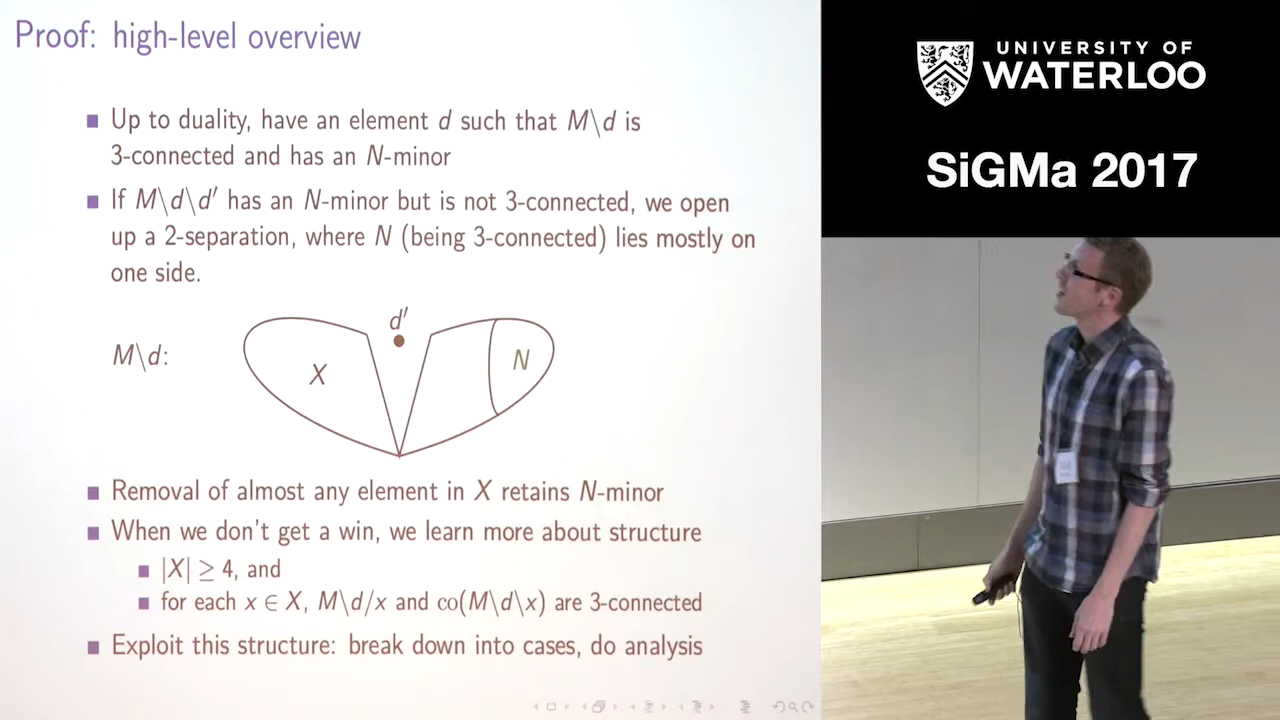 Proof: high-level overview
Up to duality, have an element d such that M\d is
3-connected and has an N-minor
If M\d\d′ has an N-minor but is not 3-connected, we open
up a 2-separation, where N (being 3-connected) lies mostly on
one side.
d′
M\d:
X
N
Removal of almost any element in X retains N-minor
When we don't get a win, we learn more about structure
|X| ≥ 4, and
for each x ∈ X, M\d/x and co(M\d\x) are 3-connected
Exploit this structure: break down into cases, do analysis
UNIVERSITY OF
WATERLOO
SiGMa 2017